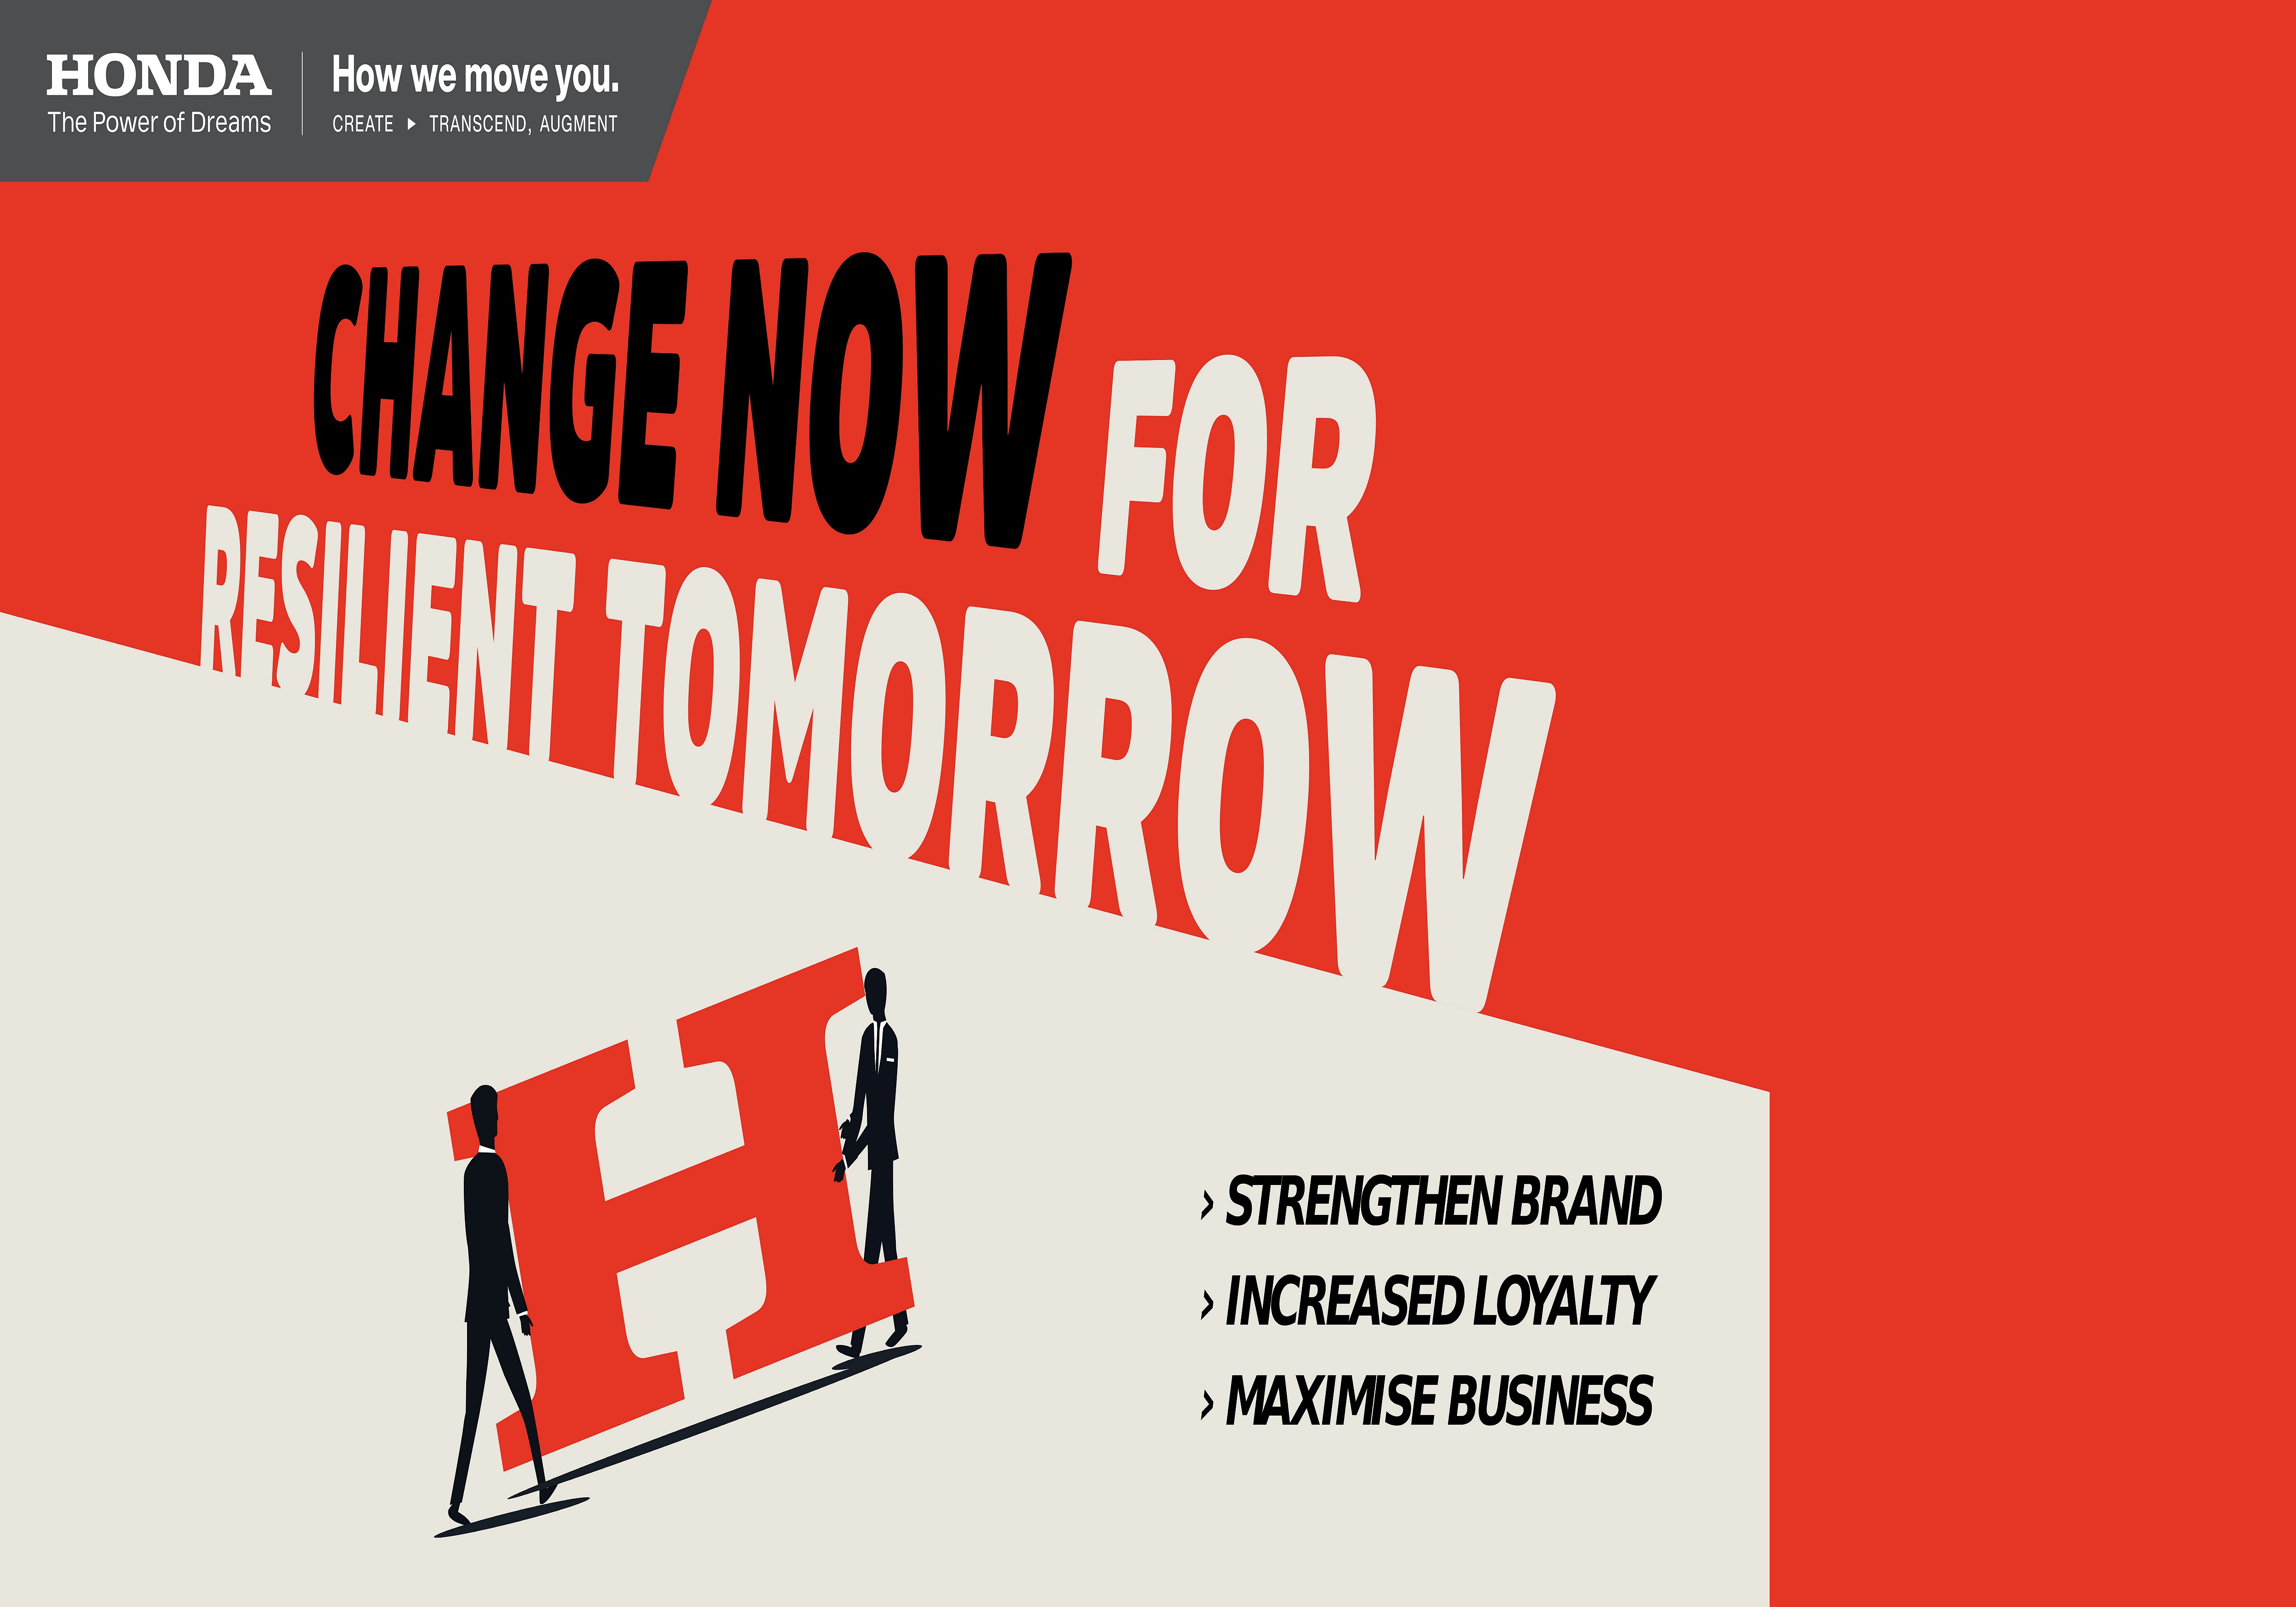 HONDA
The Power of Dreams
How we move you.
CREATE ▶ TRANSCEND, AUGMENT
CHANGE NOW FOR
RESILIENT TOMORROW
H
› STRENGTHEN BRAND
› INCREASED LOYALTY
› MAXIMISE BUSINESS